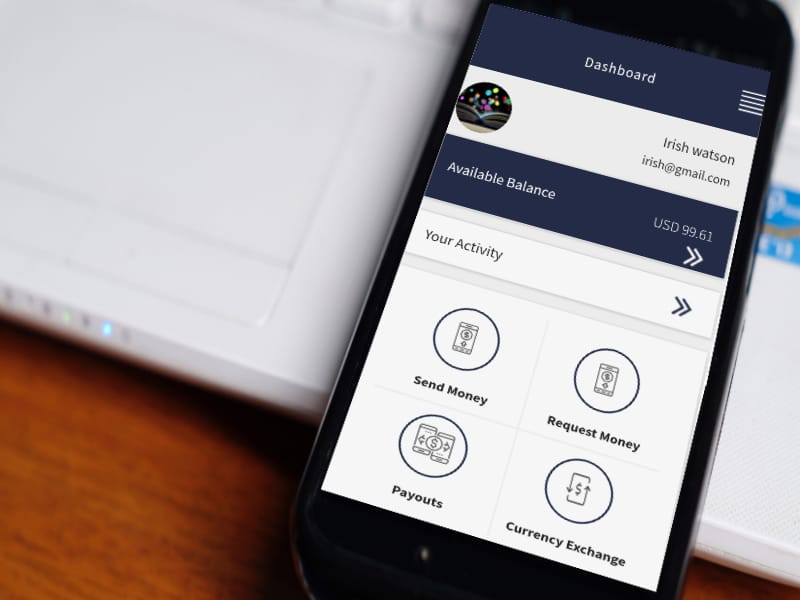 Dashboard
Irish watson
irish@gmail.com
Available Balance
USD 99.61
Your Activity
Send Money
Request Money
Payouts
Currency Exchange